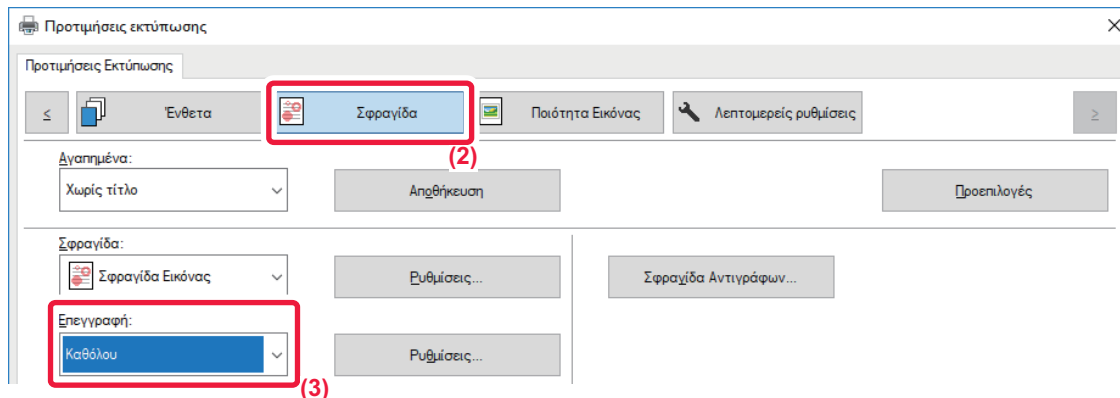 Προτιμήσεις εκτύπωσης
Προτιμήσεις Εκτύπωσης
< Ένθετα Σφραγίδα Ποιότητα Εικόνας Λεπτομερείς ρυθμίσεις >
(2)
Αγαπημένα:
Χωρίς τίτλο Αποθήκευση Προεπιλογές
Σφραγίδα:
Σφραγίδα Εικόνας Ρυθμίσεις... Σφραγίδα Αντιγράφων...
Επεγγραφή:
Καθόλου Ρυθμίσεις...
(3)